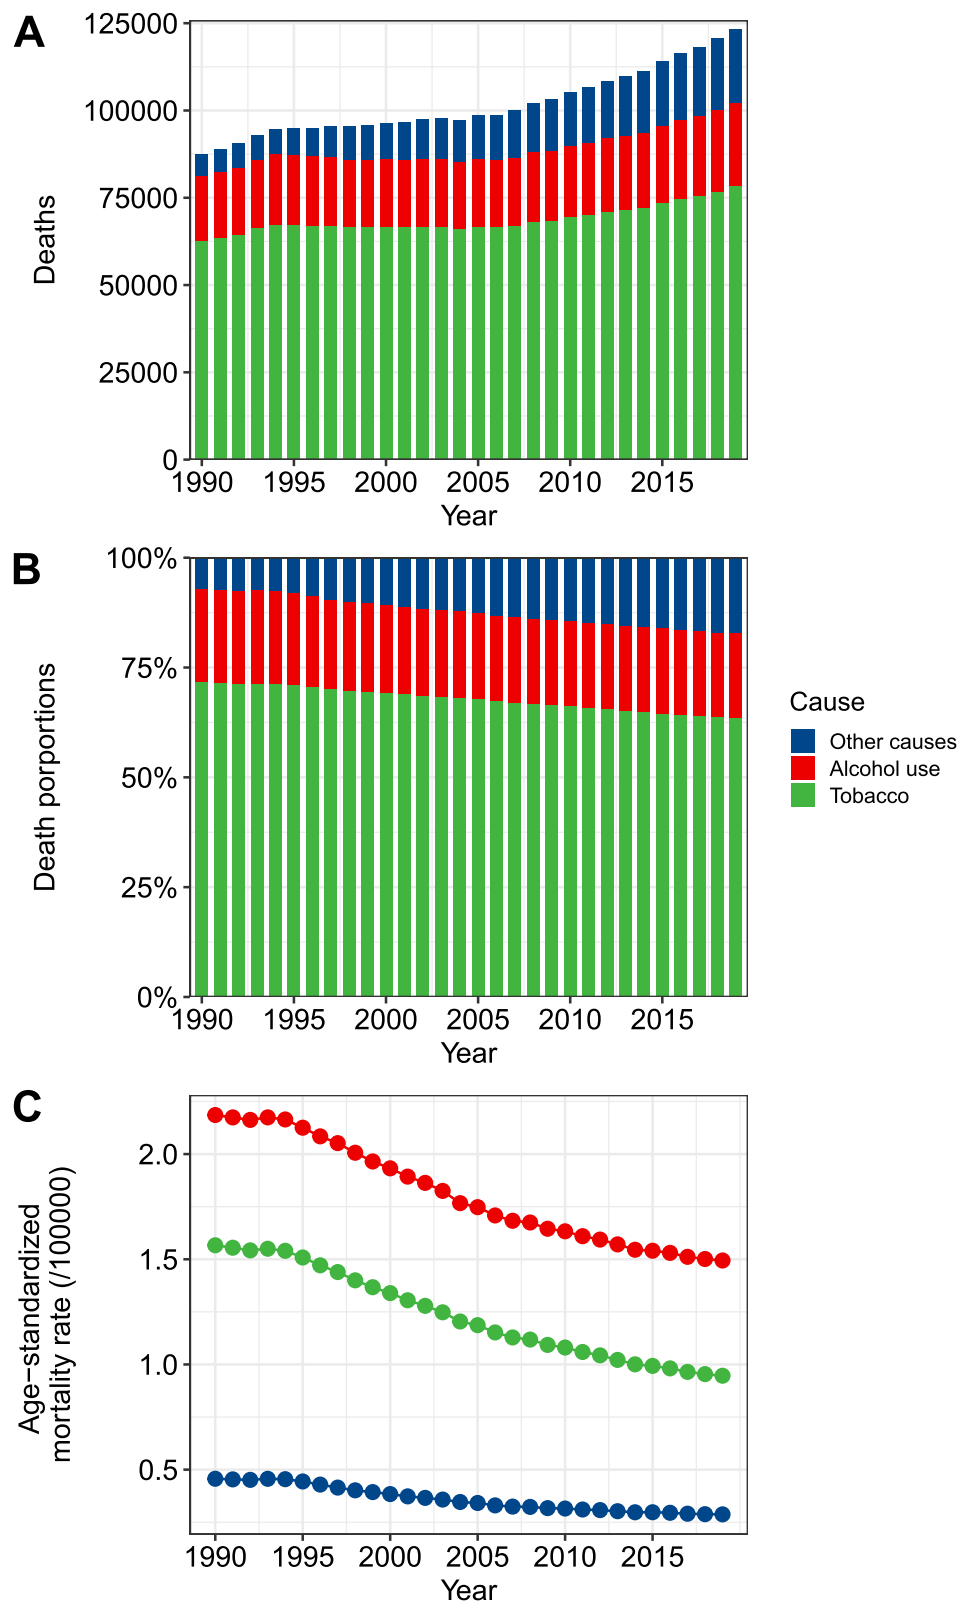 A
125000
100000
75000
50000
25000
0
Deaths
1990 1995 2000 2005 2010 2015
Year
B
100%
75%
50%
25%
0%
Death porportions
1990 1995 2000 2005 2010 2015
Year
Cause
Other causes
Alcohol use
Tobacco
C
2.0
1.5
1.0
0.5
Age−standardized
mortality rate (/100000)
1990 1995 2000 2005 2010 2015
Year